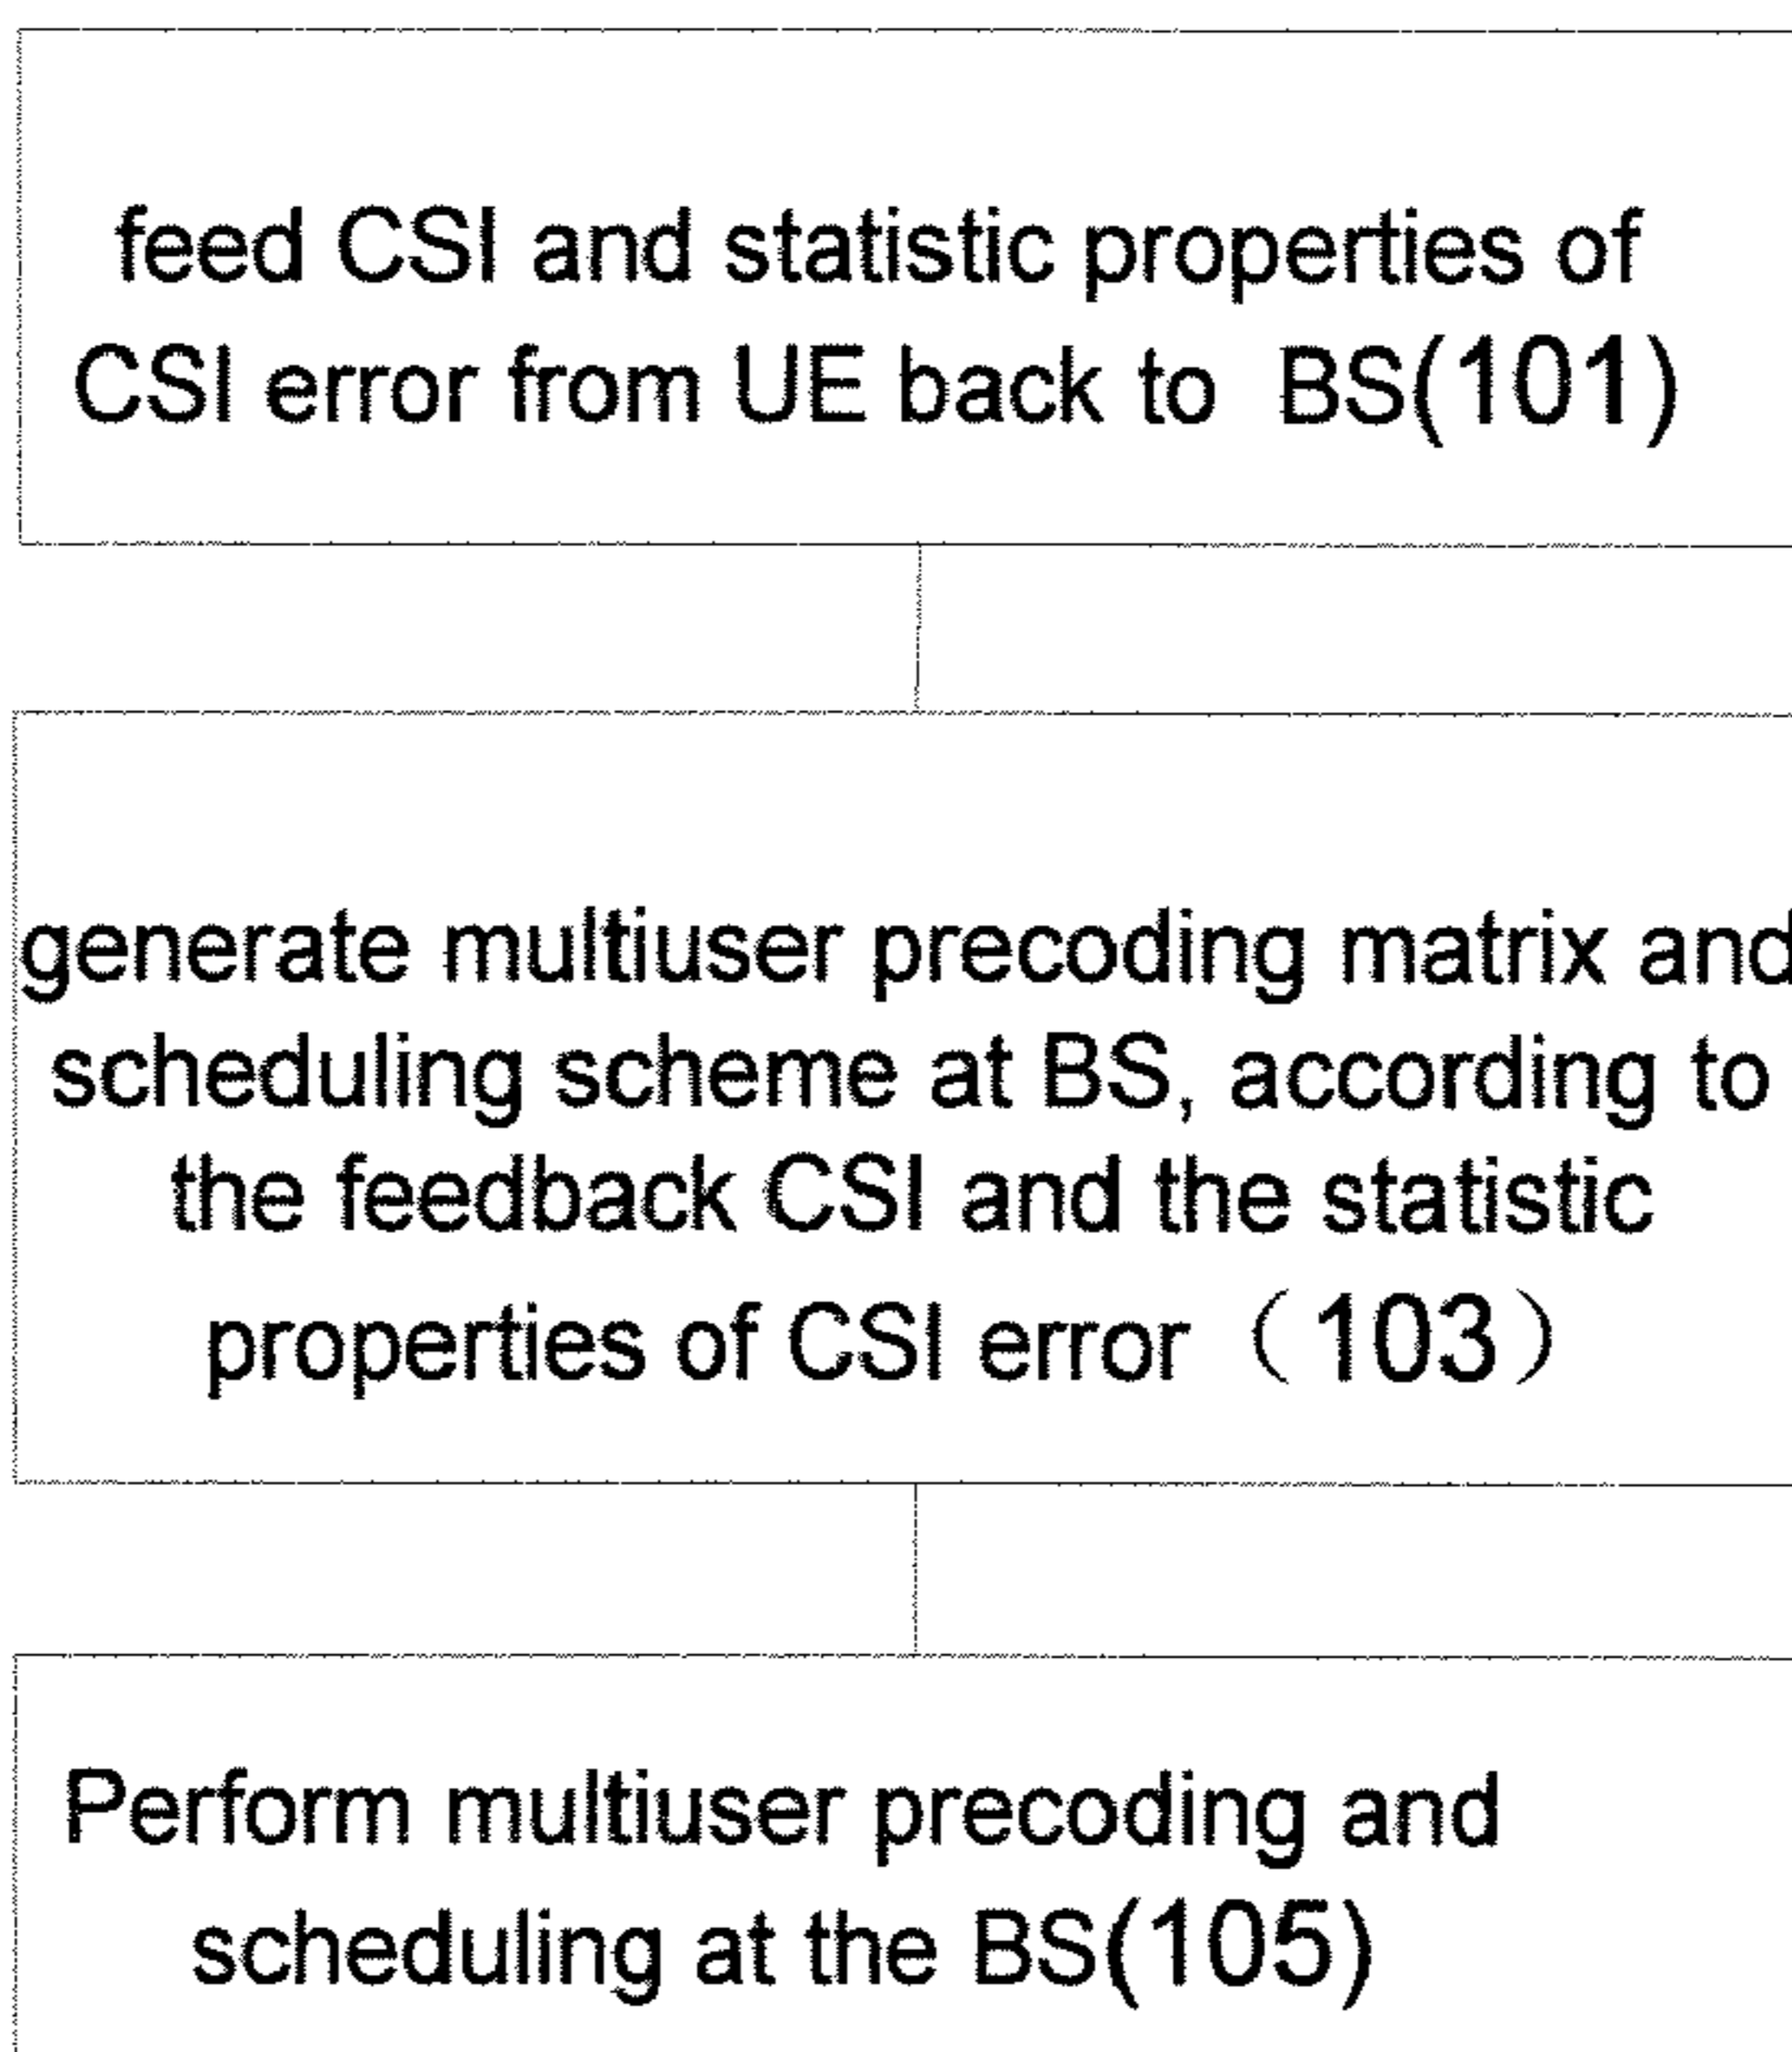 feed CSI and statistic properties of
CSI error from UE back to BS(101)
generate multiuser precoding matrix and
scheduling scheme at BS, according to
the feedback CSI and the statistic
properties of CSI error（103）
Perform multiuser precoding and
scheduling at the BS(105)